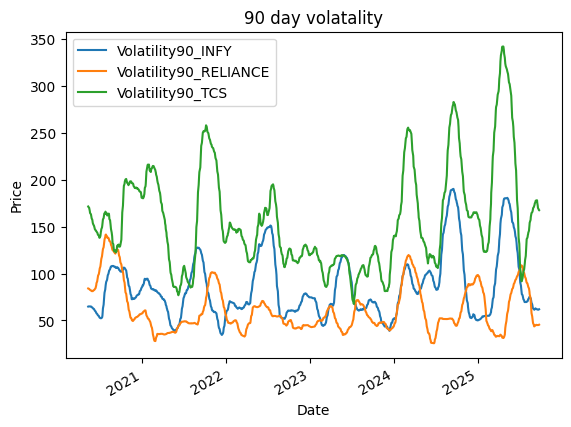 90 day volatality
Price
350
300
250
200
150
100
50
Volatility90_INFY
Volatility90_RELIANCE
Volatility90_TCS
2021
2022
2023
2024
2025
Date